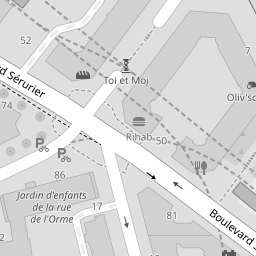 52
Toi et Moi
rd Sérurier
Oliv'sc
74
Rihab
50
86
Jardin d'enfants
de la rue
de l'Orme
17
81
Boulevard